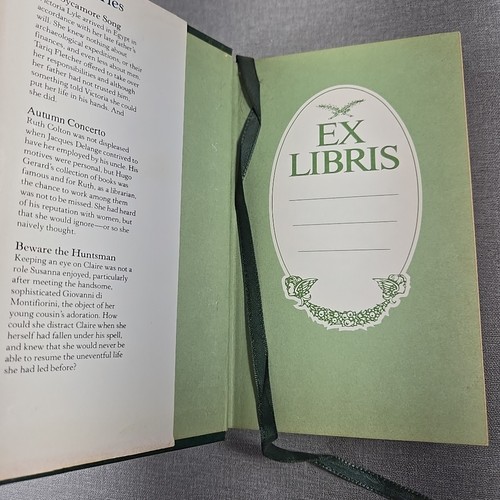 ies
ycamore Song
ictoria Lyle arrived in Egypt in
accordance with her late father's
will. She knew nothing about
archaeological expeditions, or their
finances, and even less about men.
Tariq Fletcher offered to take over
her responsibilities and although
her father had not trusted him,
something told Victoria she could
put her life in his hands. And
she did.
Autumn Concerto
Ruth Colton was not displeased
when Jacques Delange contrived to
have her employed by his uncle. His
motives were personal, but Hugo
Gerard's collection of books was
famous and for Ruth, as a librarian,
the chance to work among them
was not to be missed. She had heard
of his reputation with women, but
that she would ignore—or so she
naively thought.
Beware the Huntsman
Keeping an eye on Claire was not a
role Susanna enjoyed, particularly
after meeting the handsome,
sophisticated Giovanni di
Montifiorini, the object of her
young cousin's adoration. How
could she distract Claire when she
herself had fallen under his spell,
and knew that she would never be
able to resume the uneventful life
she had led before?
EX
LIBRIS